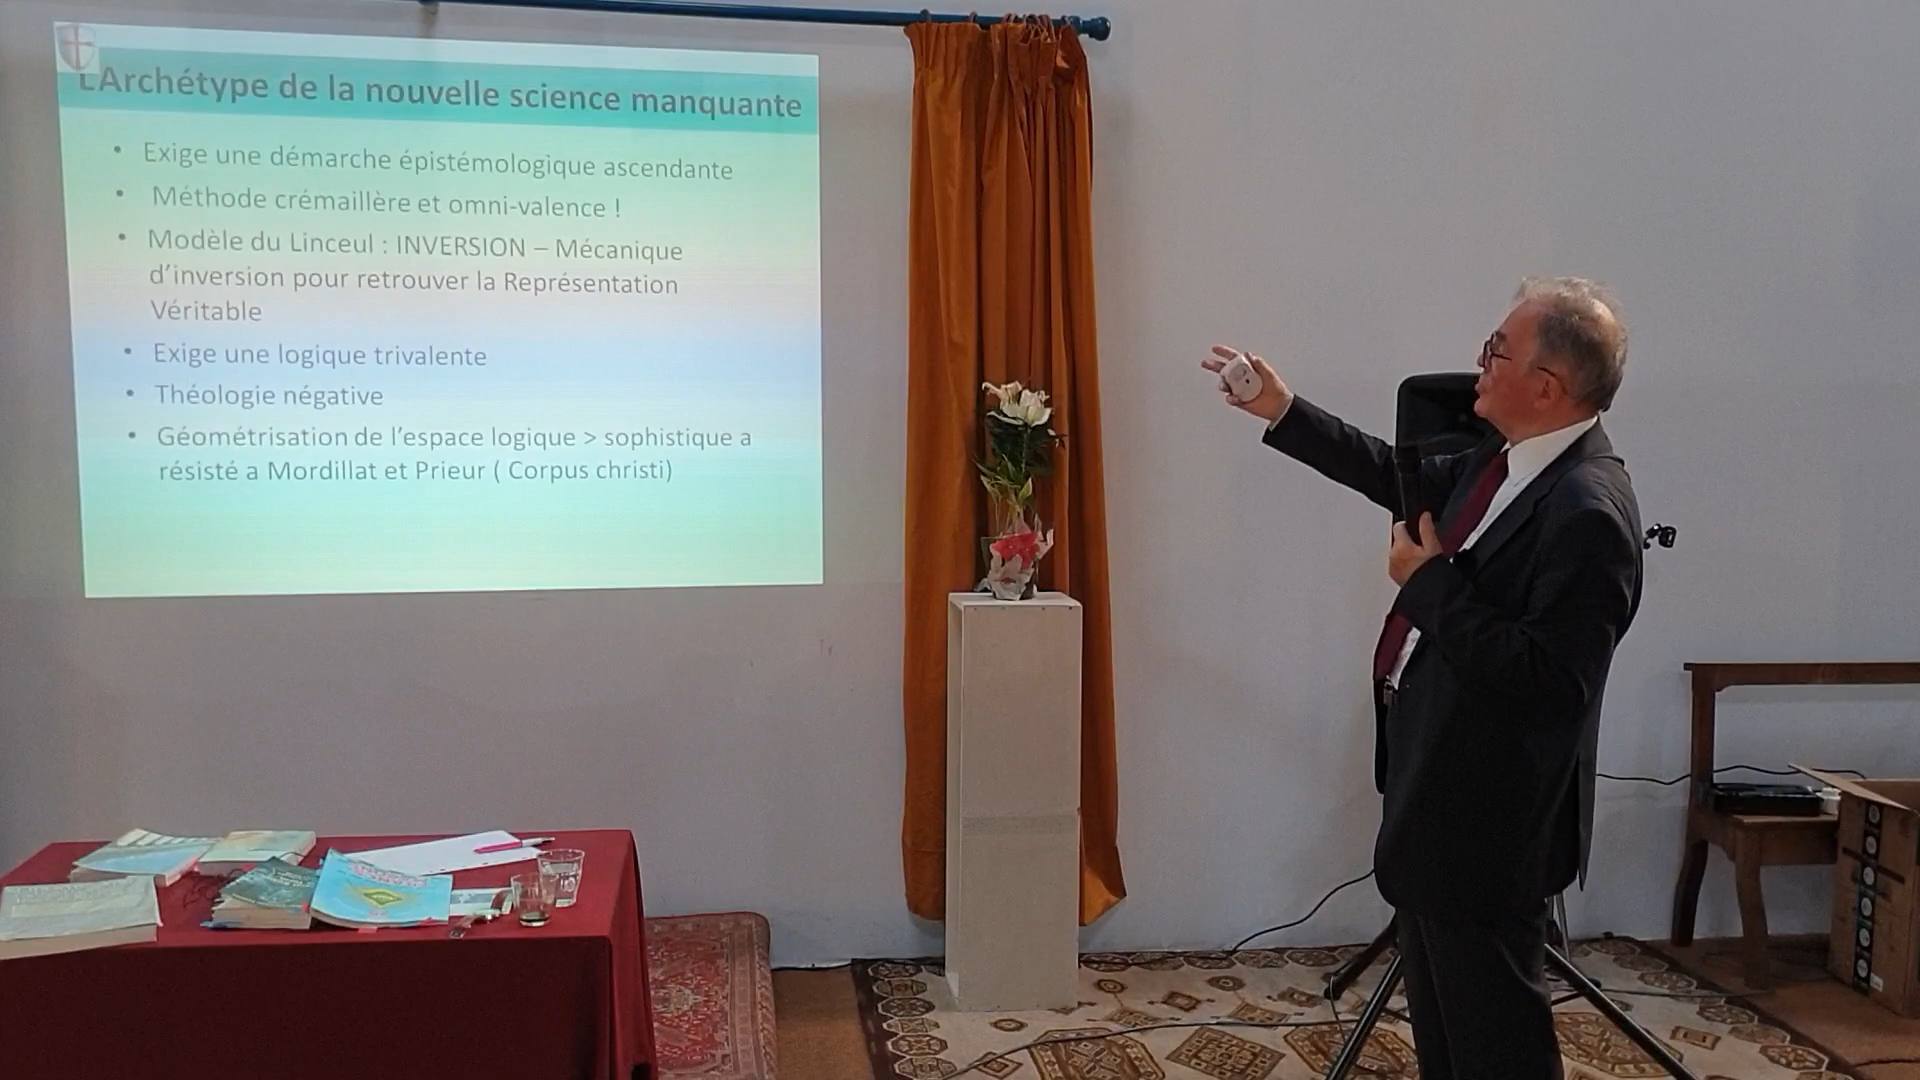 L'Archétype de la nouvelle science manquante
• Exige une démarche épistémologique ascendante
• Méthode crémaillère et omni-valence !
• Modèle du Linceul : INVERSION – Mécanique
d'inversion pour retrouver la Représentation
Véritable
• Exige une logique trivalente
• Théologie négative
• Géométrisation de l'espace logique > sophistique a
résisté a Mordillat et Prieur ( Corpus christi)